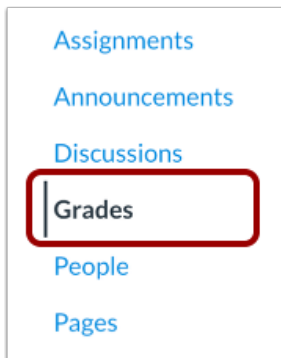 Assignments
Announcements
Discussions
Grades
People
Pages